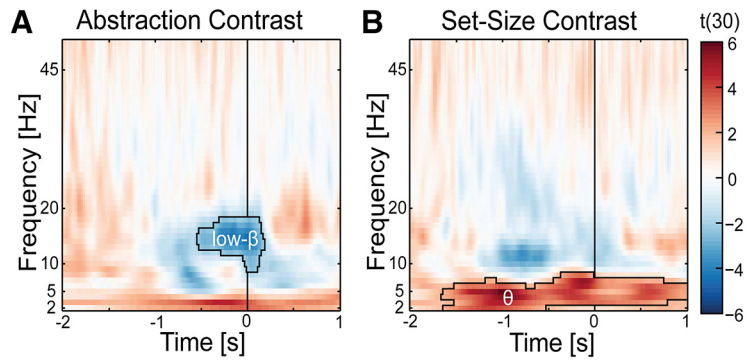 A Abstraction Contrast
B Set-Size Contrast
t(30)
Frequency [Hz]
45
20
10
5
2
low-β
-2 -1 0 1
Time [s]
Frequency [Hz]
45
20
10
5
2
θ
-2 -1 0 1
Time [s]
6
4
2
0
-2
-4
-6